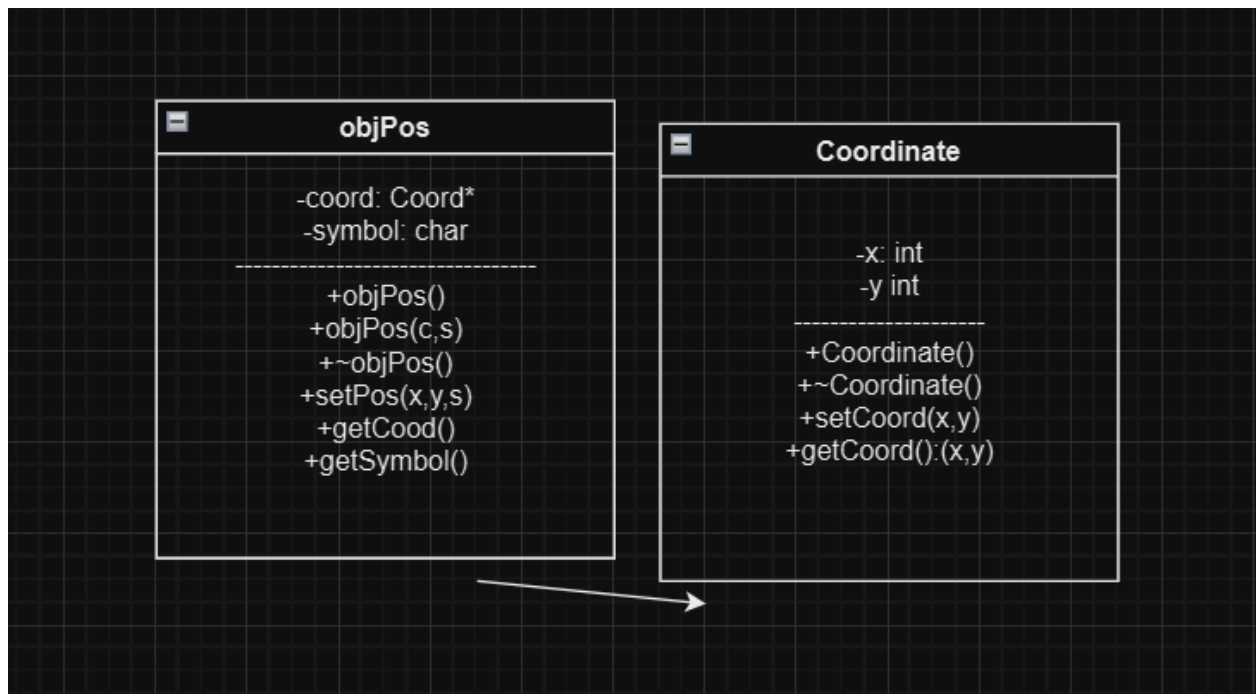 objPos
-coord: Coord*
-symbol: char
----------------------------------
+objPos()
+objPos(c,s)
+~objPos()
+setPos(x,y,s)
+getCood()
+getSymbol()
Coordinate
-x: int
-y int
----------------------
+Coordinate()
+~Coordinate()
+setCoord(x,y)
+getCoord():(x,y)